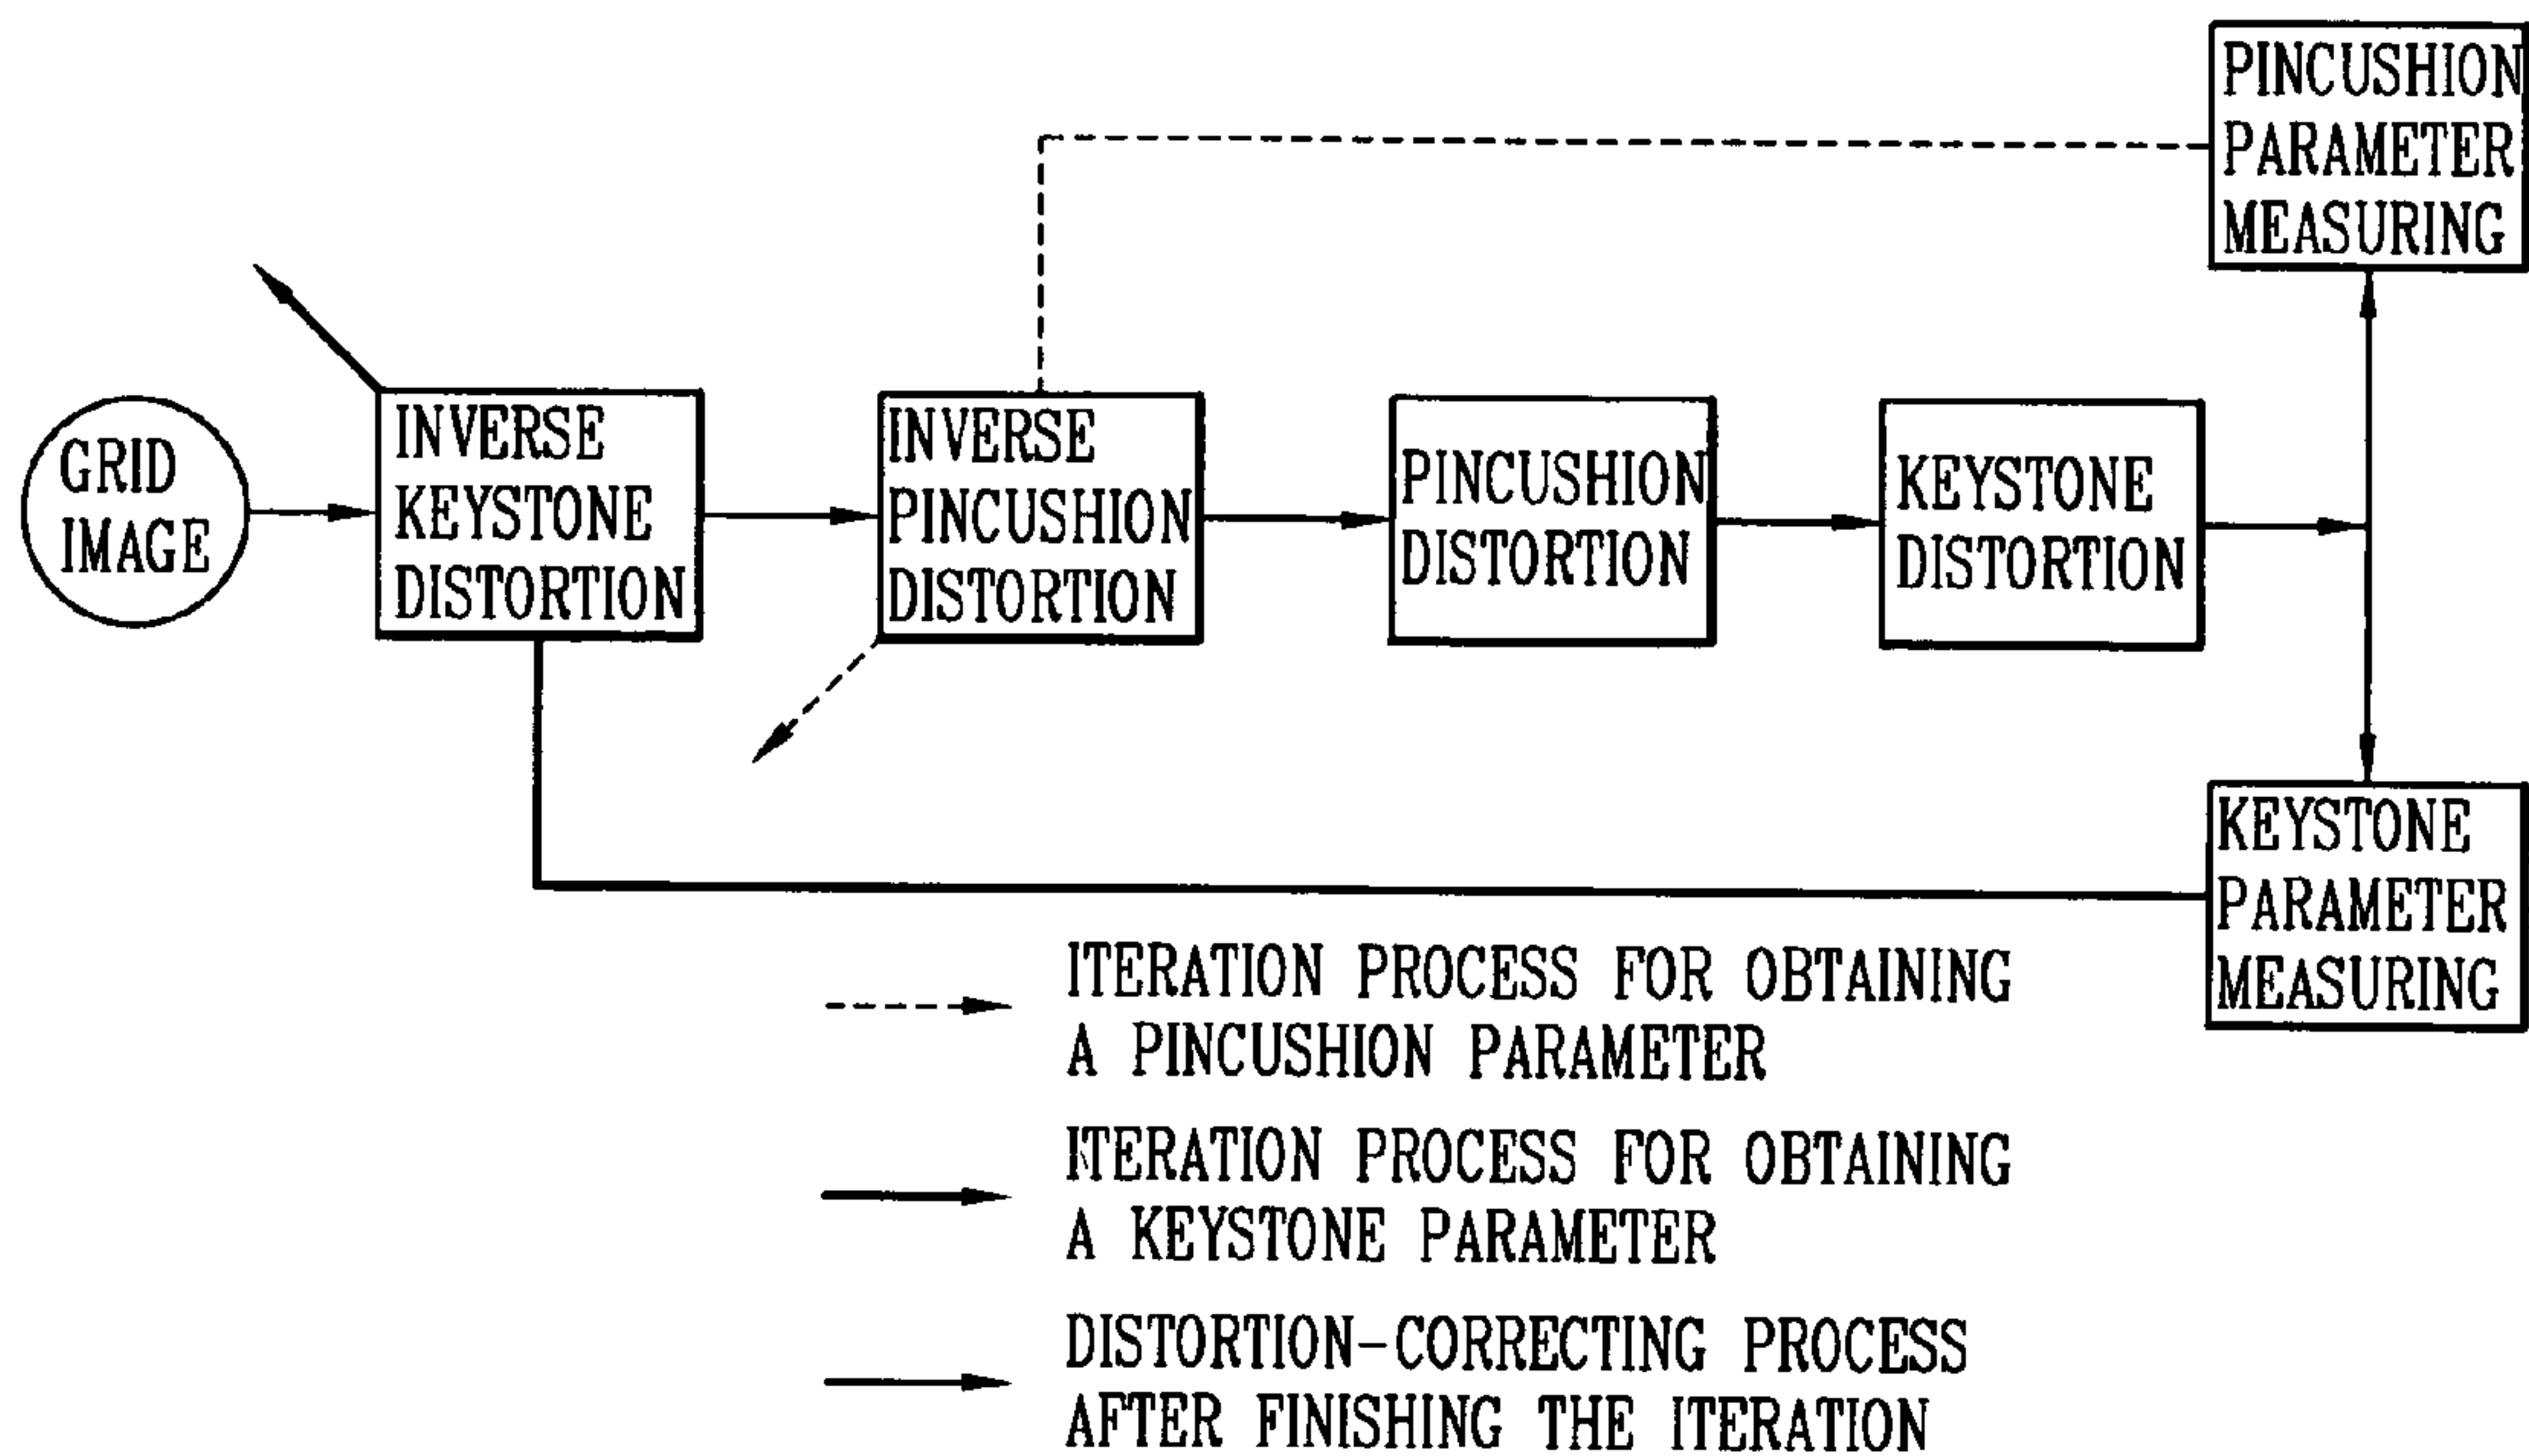 PINCUSHION
PARAMETER
MEASURING
GRID
IMAGE
INVERSE
KEYSTONE
DISTORTION
INVERSE
PINCUSHION
DISTORTION
PINCUSHION
DISTORTION
KEYSTONE
DISTORTION
KEYSTONE
PARAMETER
MEASURING
ITERATION PROCESS FOR OBTAINING
A PINCUSHION PARAMETER
ITERATION PROCESS FOR OBTAINING
A KEYSTONE PARAMETER
DISTORTION-CORRECTING PROCESS
AFTER FINISHING THE ITERATION